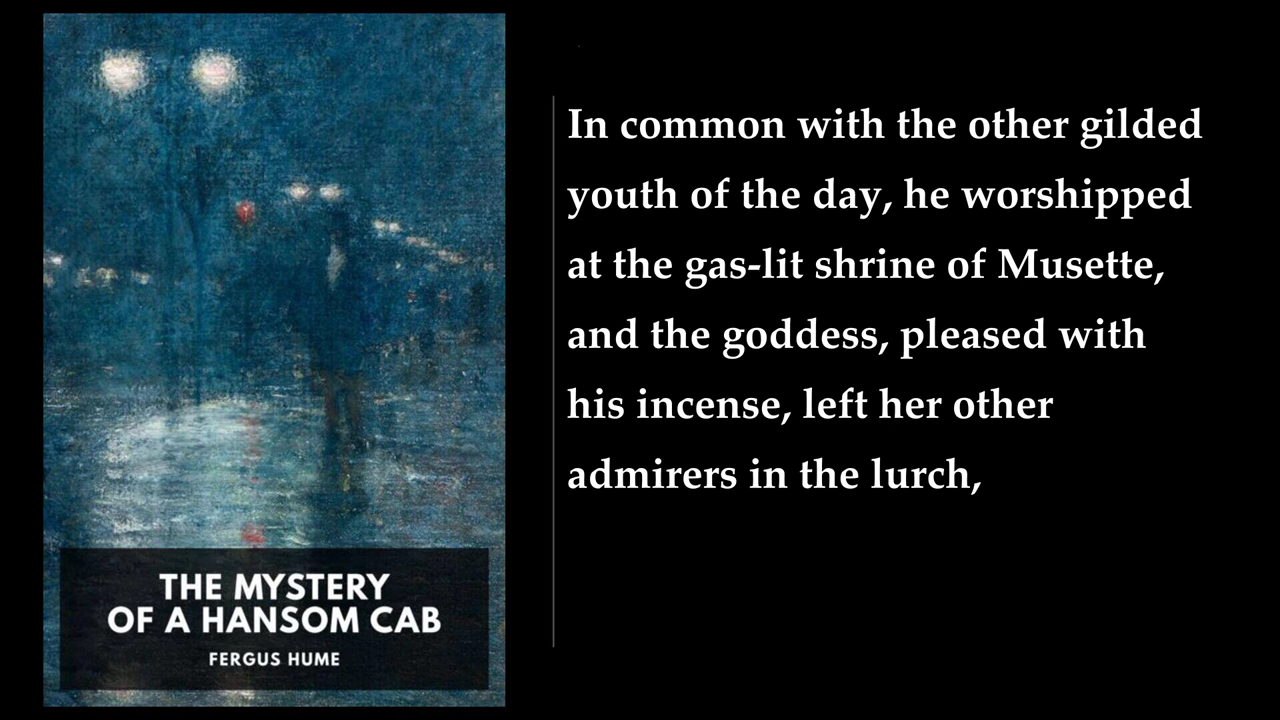 In common with the other gilded
youth of the day, he worshipped
at the gas-lit shrine of Musette,
and the goddess, pleased with
his incense, left her other
admirers in the lurch,
THE MYSTERY
OF A HANSOM CAB
FERGUS HUME